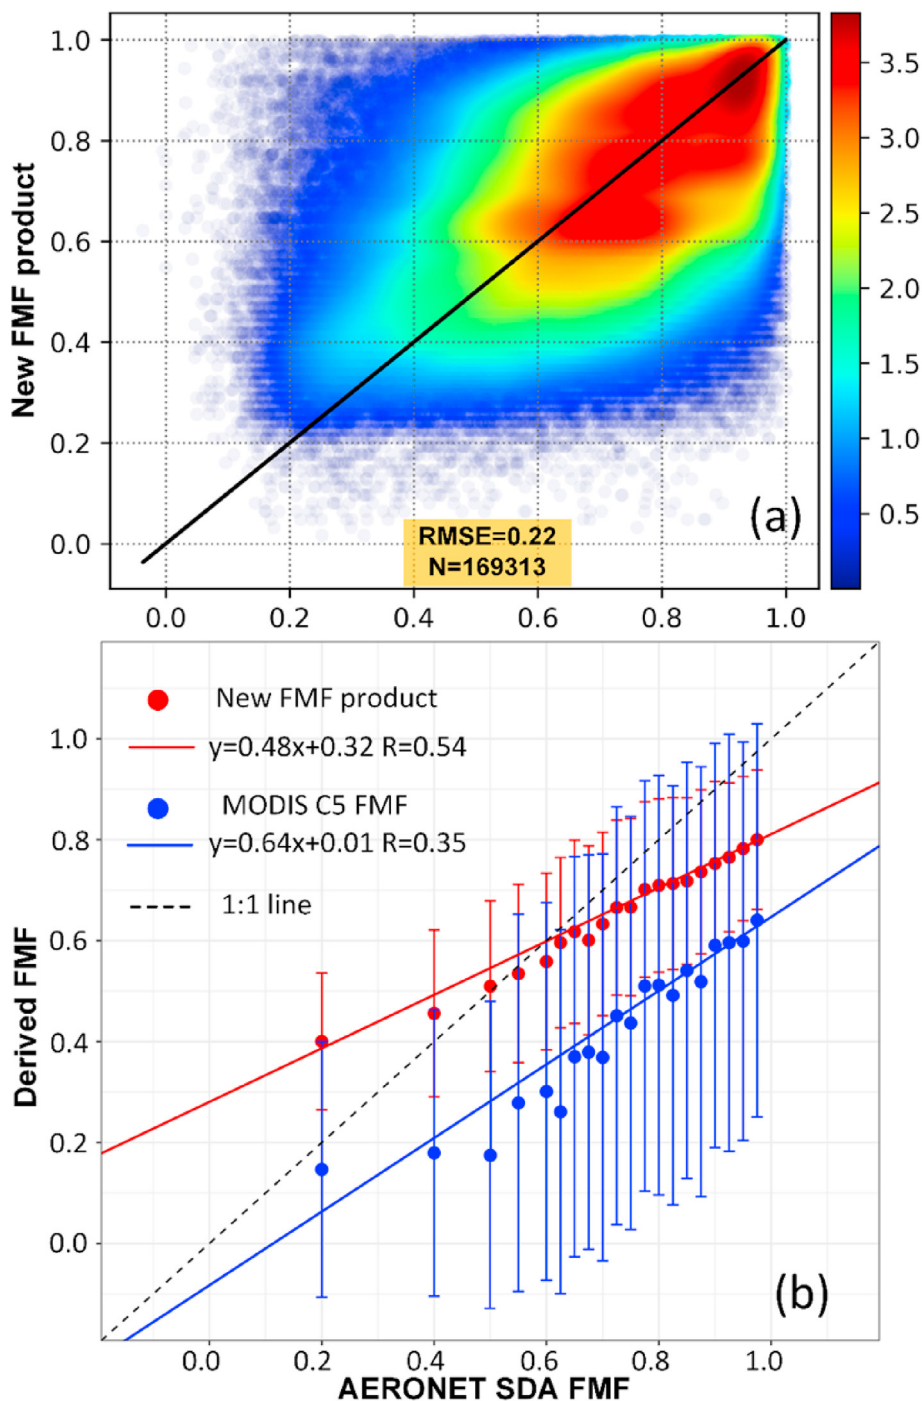 1.0
0.8
0.6
0.4
0.2
0.0
New FMF product
3.5
3.0
2.5
2.0
1.5
1.0
0.5
(a)
RMSE=0.22
N=169313
0.0 0.2 0.4 0.6 0.8 1.0
New FMF product
y=0.48x+0.32 R=0.54
MODIS C5 FMF
y=0.64x+0.01 R=0.35
1:1 line
1.0
0.8
0.6
0.4
0.2
0.0
Derived FMF
(b)
0.0 0.2 0.4 0.6 0.8 1.0
AERONET SDA FMF